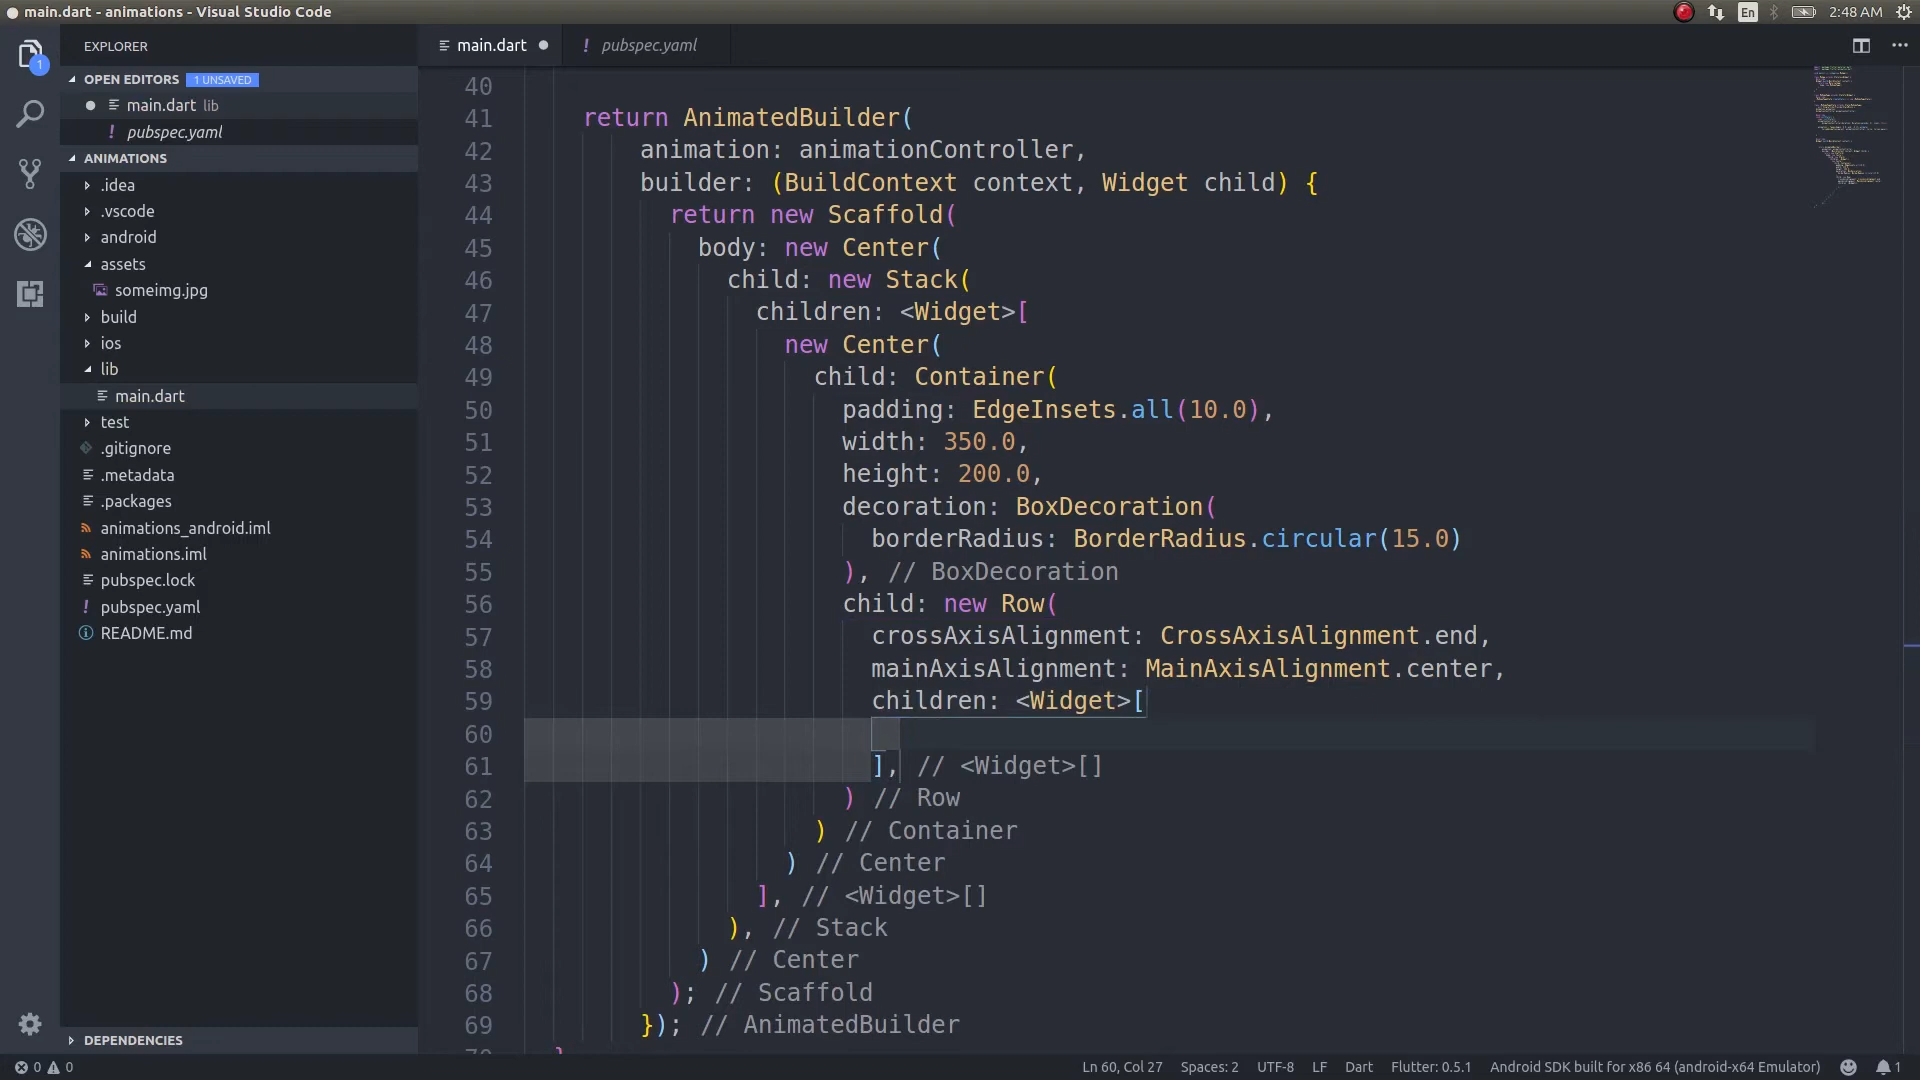 main.dart - animations - Visual Studio Code
En
2:48 AM
EXPLORER
main.dart
! pubspec.yaml
1
OPEN EDITORS 1 UNSAVED
main.dart lib
! pubspec.yaml
ANIMATIONS
.idea
.vscode
android
assets
someimg.jpg
build
ios
lib
main.dart
test
.gitignore
.metadata
.packages
animations_android.iml
animations.iml
pubspec.lock
! pubspec.yaml
README.md
DEPENDENCIES
40
41 return AnimatedBuilder(
42 animation: animationController,
43 builder: (BuildContext context, Widget child) {
44 return new Scaffold(
45 body: new Center(
46 child: new Stack(
47 children: <Widget>[
48 new Center(
49 child: Container(
50 padding: EdgeInsets.all(10.0),
51 width: 350.0,
52 height: 200.0,
53 decoration: BoxDecoration(
54 borderRadius: BorderRadius.circular(15.0)
55 ), // BoxDecoration
56 child: new Row(
57 crossAxisAlignment: CrossAxisAlignment.end,
58 mainAxisAlignment: MainAxisAlignment.center,
59 children: <Widget>[
60
61 ], // <Widget>[]
62 ) // Row
63 ) // Container
64 ) // Center
65 ], // <Widget>[]
66 ), // Stack
67 ) // Center
68 ); // Scaffold
69 }); // AnimatedBuilder
0 0
Ln 60, Col 27 Spaces: 2 UTF-8 LF Dart Flutter: 0.5.1 Android SDK built for x86 64 (android-x64 Emulator) 1